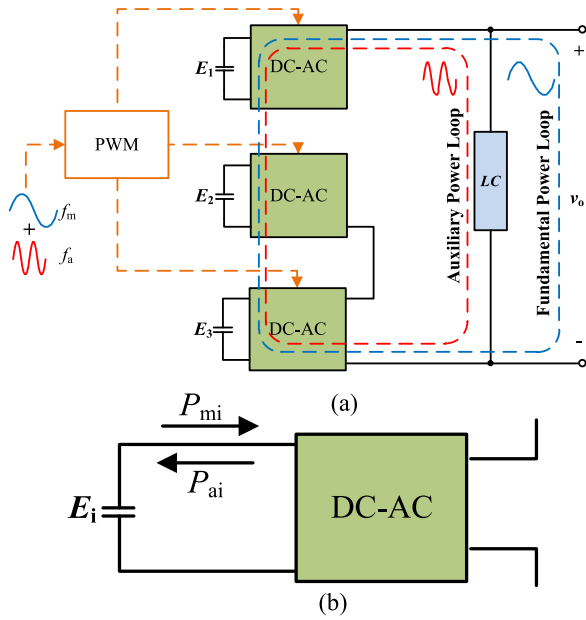 E1
DC-AC
+
PWM
fm
+
fa
E2
DC-AC
Auxiliary Power Loop
LC
Fundamental Power Loop
vo
E3
DC-AC
-
(a)
Pmi
Pai
Ei
DC-AC
(b)